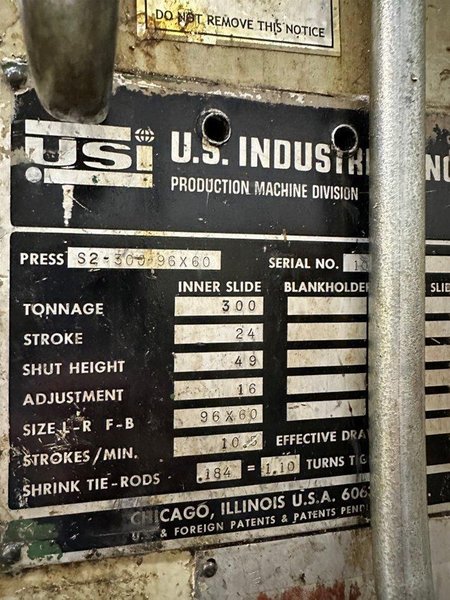 DO NOT REMOVE THIS NOTICE
USi U.S. INDUSTRI
PRODUCTION MACHINE DIVISION
PRESS S2-300-96X60 SERIAL NO.
INNER SLIDE BLANKHOLDER
TONNAGE 300
STROKE 24
SHUT HEIGHT 49
ADJUSTMENT 16
SIZE L-R F-B 96X60
STROKES/MIN. EFFECTIVE DRA
SHRINK TIE-RODS .184 = 1.10 TURNS
CHICAGO, ILLINOIS U.S.A.
U.S. & FOREIGN PATENTS & PATENTS PEND